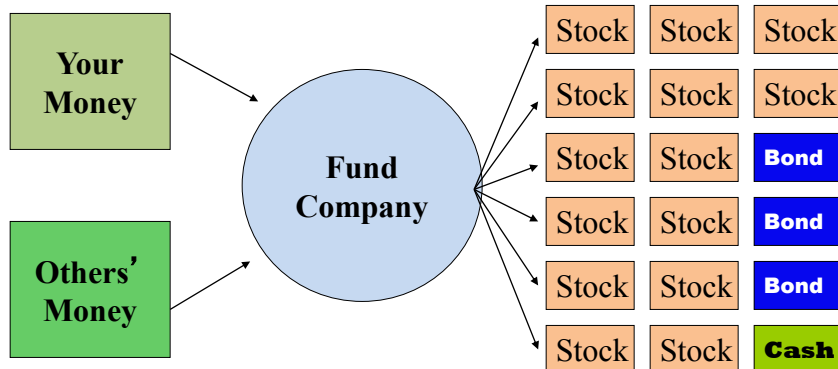 Your
Money
Others’
Money
Fund
Company
Stock Stock Stock
Stock Stock Stock
Stock Stock Bond
Stock Stock Bond
Stock Stock Bond
Stock Stock Cash